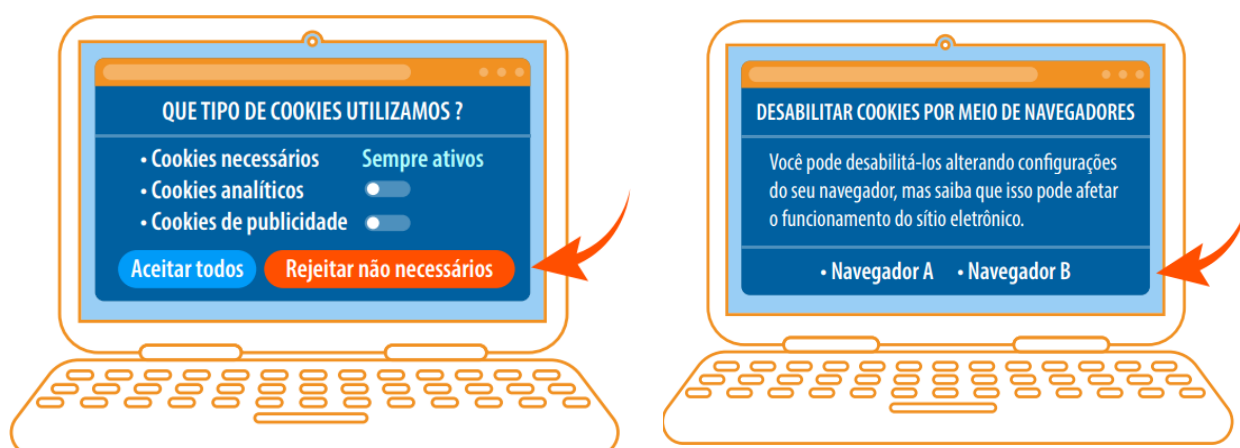 QUE TIPO DE COOKIES UTILIZAMOS ?
• Cookies necessários Sempre ativos
• Cookies analíticos
• Cookies de publicidade
Aceitar todos Rejeitar não necessários
DESABILITAR COOKIES POR MEIO DE NAVEGADORES
Você pode desabilitá-los alterando configurações
do seu navegador, mas saiba que isso pode afetar
o funcionamento do sítio eletrônico.
• Navegador A • Navegador B